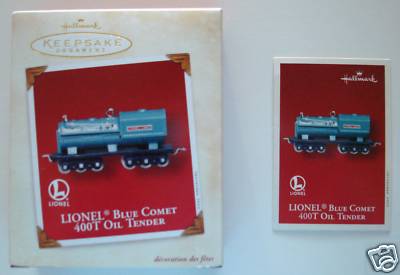 Hallmark
KEEPSAKE
ORNAMENT
LIONEL
LIONEL® BLUE COMET
400T OIL TENDER
décoration des fêtes
Hallmark
LIONEL
LIONEL® BLUE COMET
400T OIL TENDER